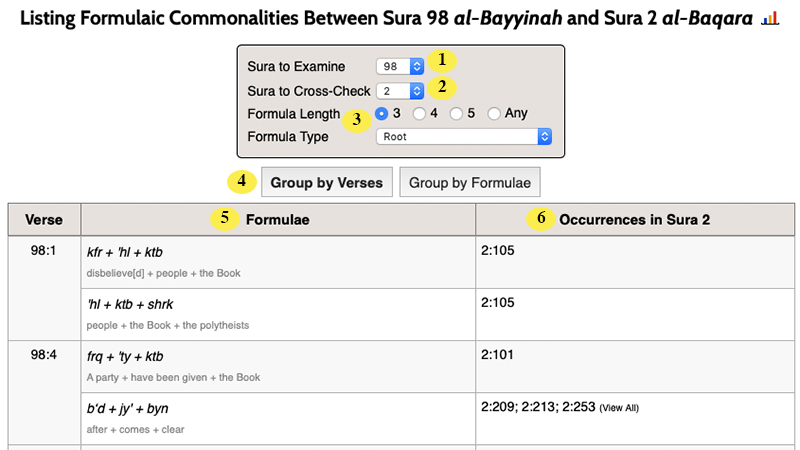 Listing Formulaic Commonalities Between Sura 98 al-Bayyinah and Sura 2 al-Baqara
Sura to Examine 98 1
Sura to Cross-Check 2 2
3 Formula Length 3 4 5 Any
Formula Type Root
4 Group by Verses Group by Formulae
Verse 5 Formulae 6 Occurrences in Sura 2
98:1 kfr + 'hl + ktb 2:105
disbelieve[d] + people + the Book
'hl + ktb + shrk 2:105
people + the Book + the polytheists
98:4 frq + 'ty + ktb 2:101
A party + have been given + the Book
b'd + jy' + byn 2:209; 2:213; 2:253 (View All)
after + comes + clear